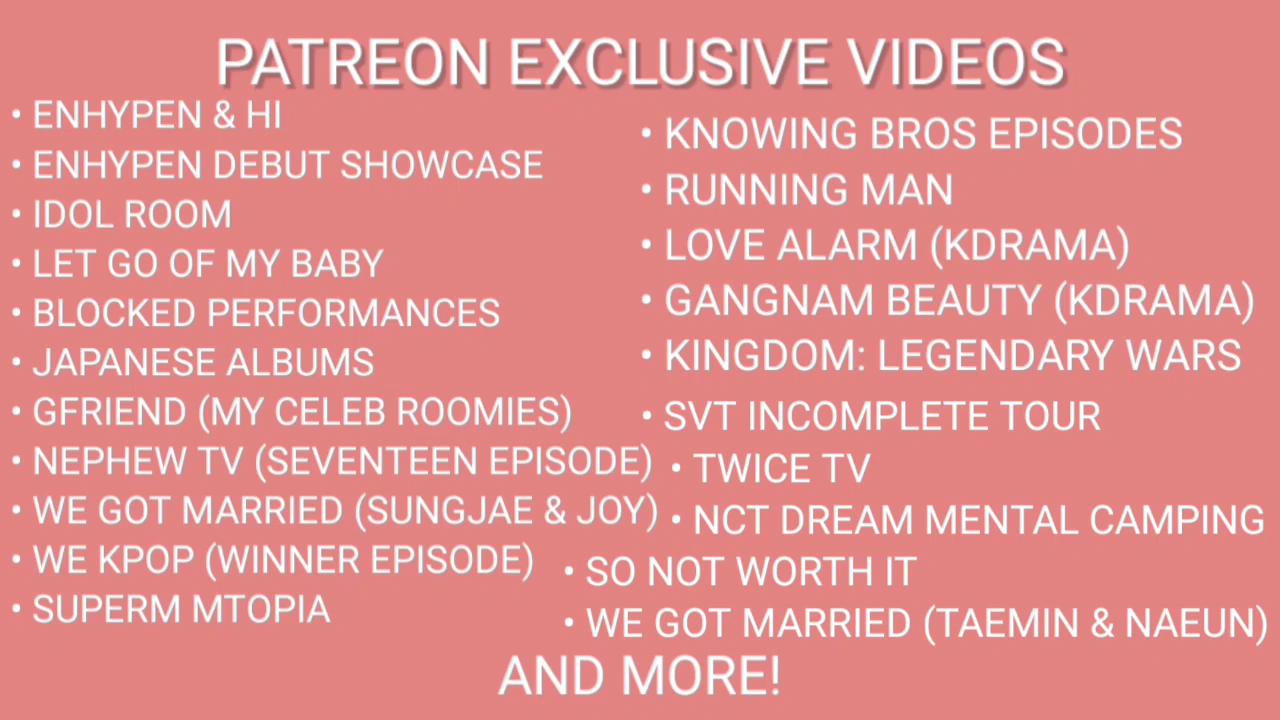 PATREON EXCLUSIVE VIDEOS
• ENHYPEN & HI
• ENHYPEN DEBUT SHOWCASE
• IDOL ROOM
• LET GO OF MY BABY
• BLOCKED PERFORMANCES
• JAPANESE ALBUMS
• GFRIEND (MY CELEB ROOMIES)
• NEPHEW TV (SEVENTEEN EPISODE)
• WE GOT MARRIED (SUNGJAE & JOY)
• WE KPOP (WINNER EPISODE)
• SUPERM MTOPIA
• KNOWING BROS EPISODES
• RUNNING MAN
• LOVE ALARM (KDRAMA)
• GANGNAM BEAUTY (KDRAMA)
• KINGDOM: LEGENDARY WARS
• SVT INCOMPLETE TOUR
• TWICE TV
• NCT DREAM MENTAL CAMPING
• SO NOT WORTH IT
• WE GOT MARRIED (TAEMIN & NAEUN)
AND MORE!